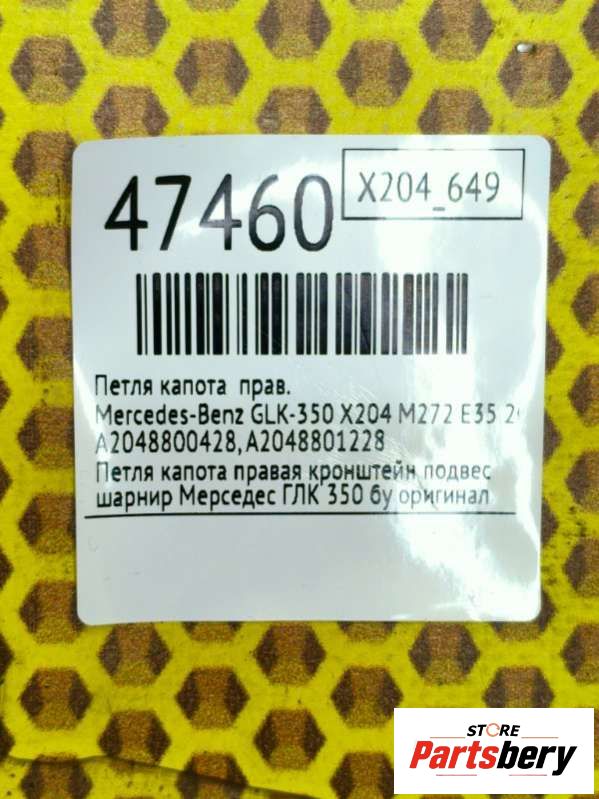 47460
X204_649
Петля капота прав.
Mercedes-Benz GLK-350 X204 M272 E35
A2048800428,A2048801228
Петля капота правая кронштейн подвес
шарнир Мерседес ГЛК 350 бу оригинал
STORE
Partsbery